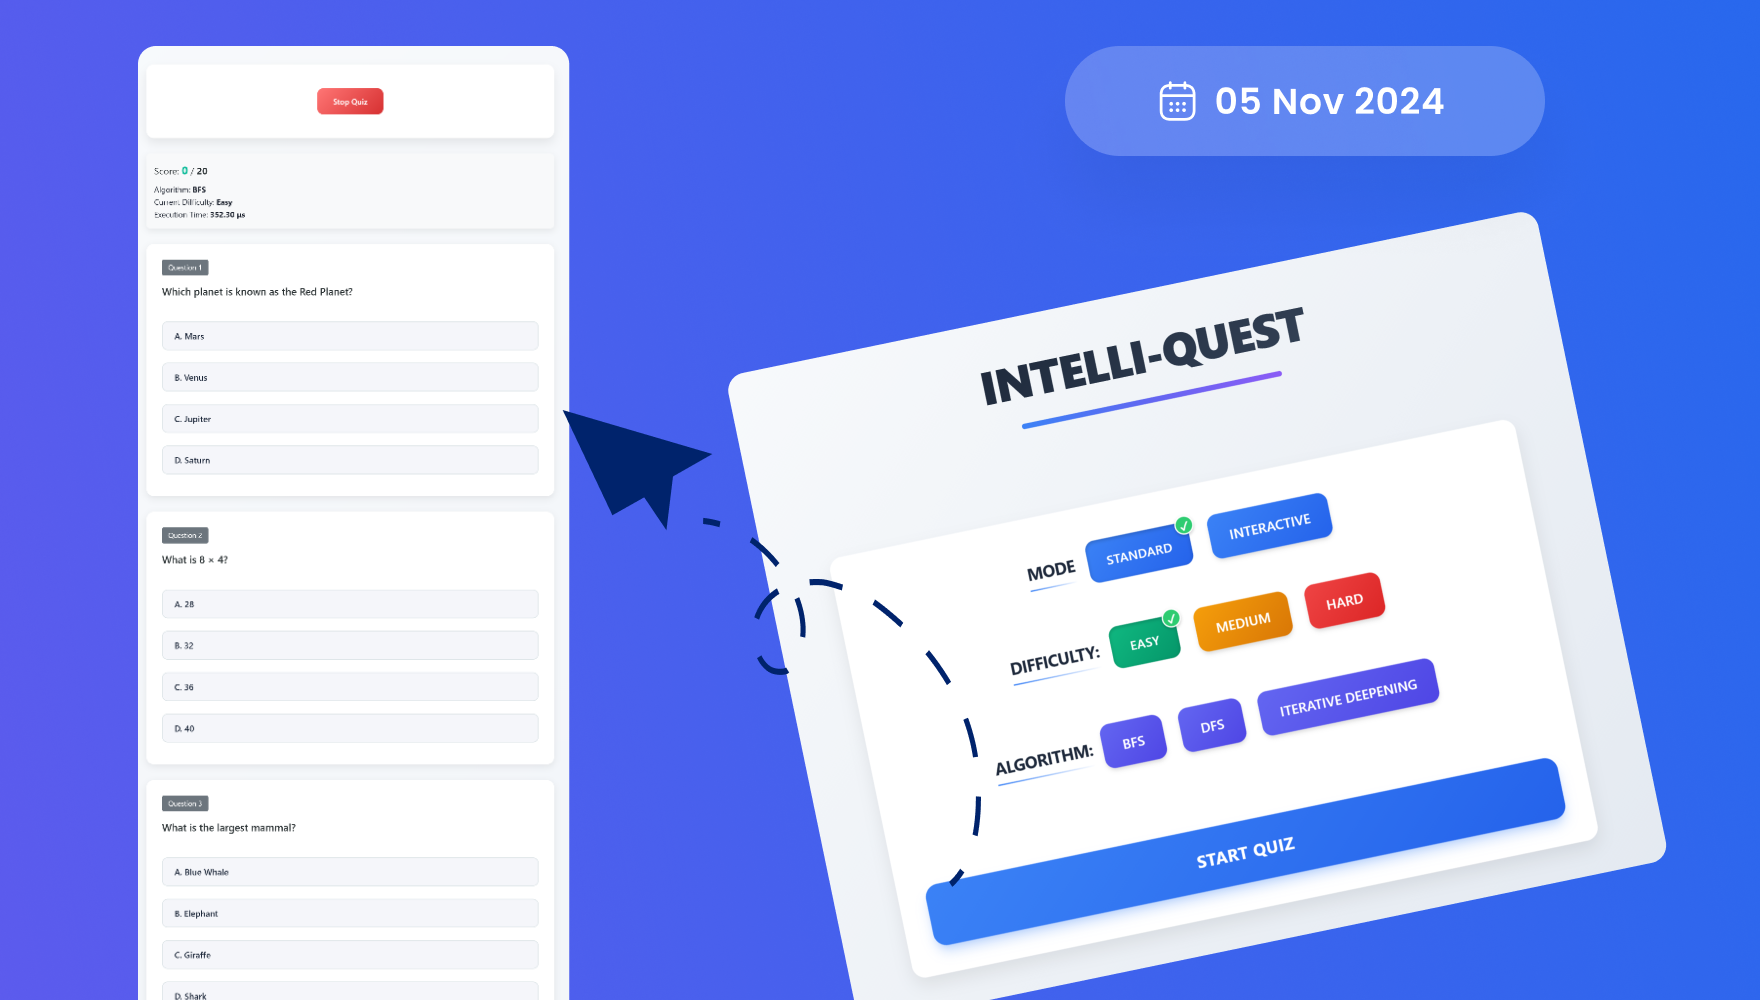 Stop Quiz
Score: 0 / 20
Algorithm: BFS
Current Difficulty: Easy
Execution Time: 352.30 µs
Question 1
Which planet is known as the Red Planet?
A. Mars
B. Venus
C. Jupiter
D. Saturn
Question 2
What is 8 × 4?
A. 28
B. 32
C. 36
D. 40
Question 3
What is the largest mammal?
A. Blue Whale
B. Elephant
C. Giraffe
D. Shark
05 Nov 2024
INTELLI-QUEST
MODE STANDARD INTERACTIVE
DIFFICULTY: EASY MEDIUM HARD
ALGORITHM: BFS DFS ITERATIVE DEEPENING
START QUIZ